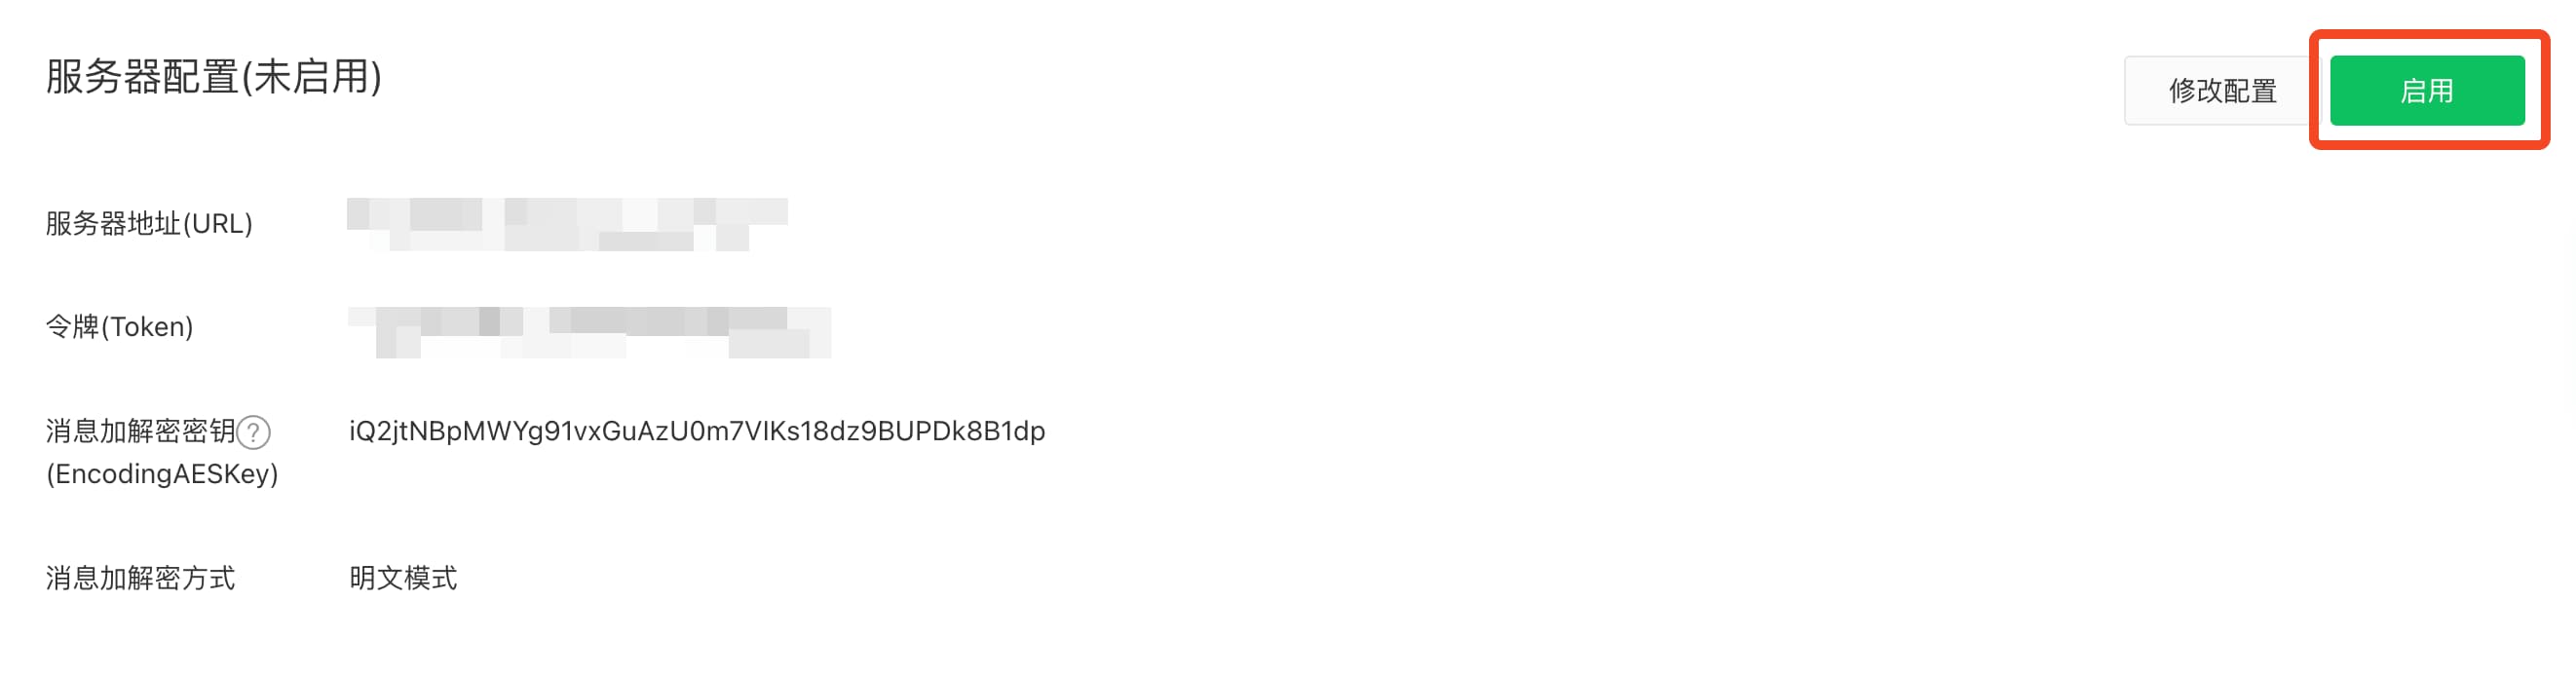 服务器配置(未启用)
修改配置
启用
服务器地址(URL)
令牌(Token)
消息加解密密钥?
(EncodingAESKey)
iQ2jtNBpMWYg91vxGuAzU0m7VIKs18dz9BUPDk8B1dp
消息加解密方式
明文模式